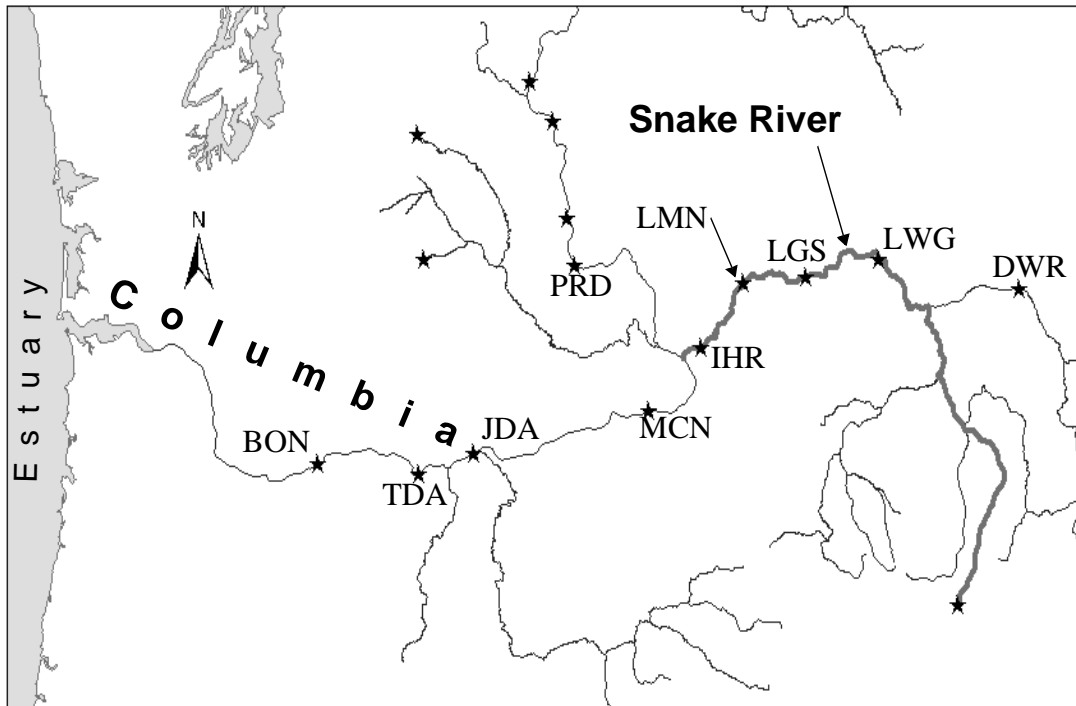 Snake River
LMN
LGS
LWG
DWR
N
PRD
Columbia
IHR
Estuary
BON
JDA
MCN
TDA